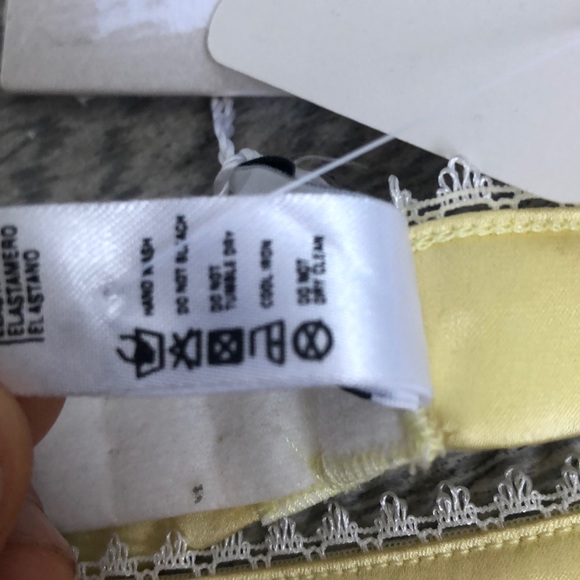 ELASTAMERO
ELASTANO
HAND WASH
DO NOT BLEACH
DO NOT
TUMBLE DRY
COOL IRON
DO NOT
DRY CLEAN